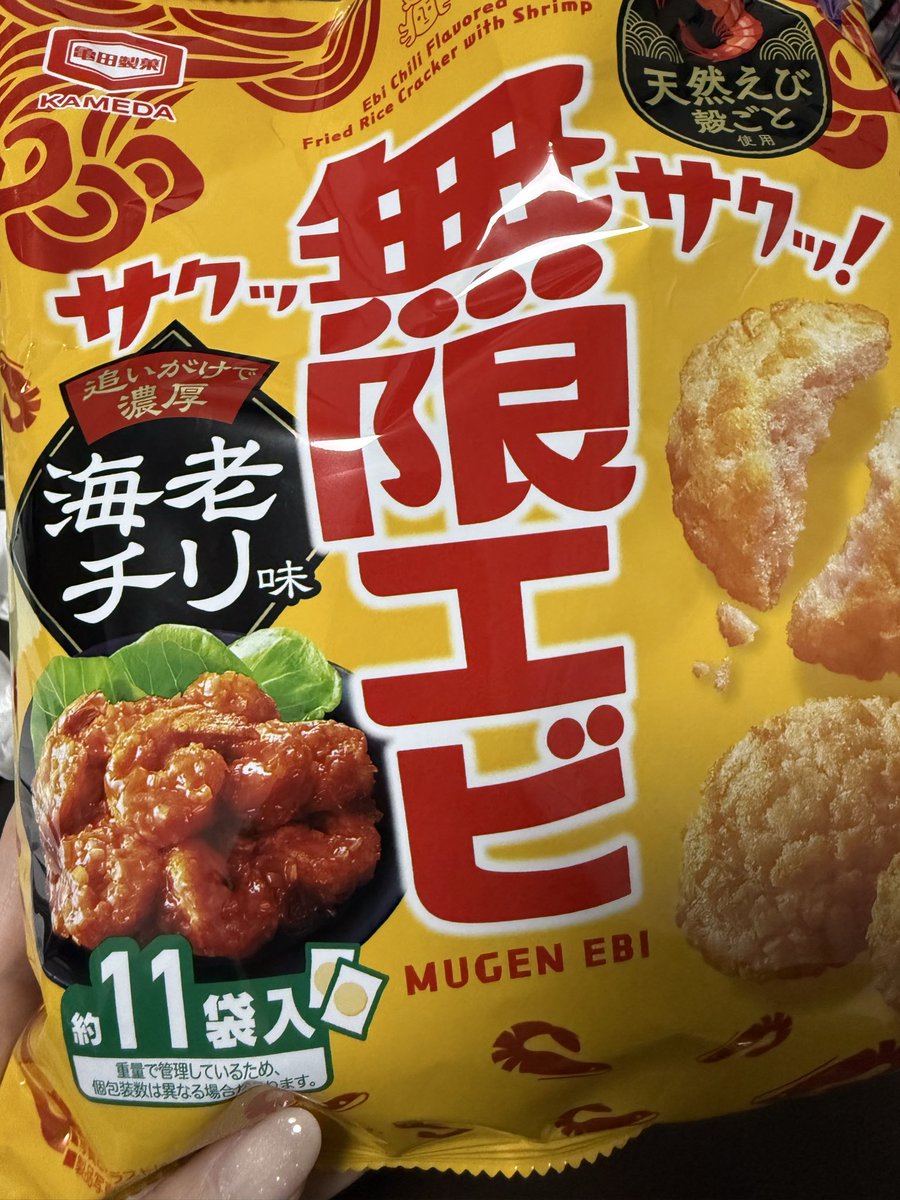 亀田製菓
KAMEDA
Ebi Chili Flavored
Fried Rice Cracker with Shrimp
天然えび
殻ごと
使用
サクッ
無限エビ
サクッ!
追いがけで
濃厚
海老
チリ味
MUGEN EBI
約11袋入
重量で管理しているため、
個包装数は異なる場合があります。